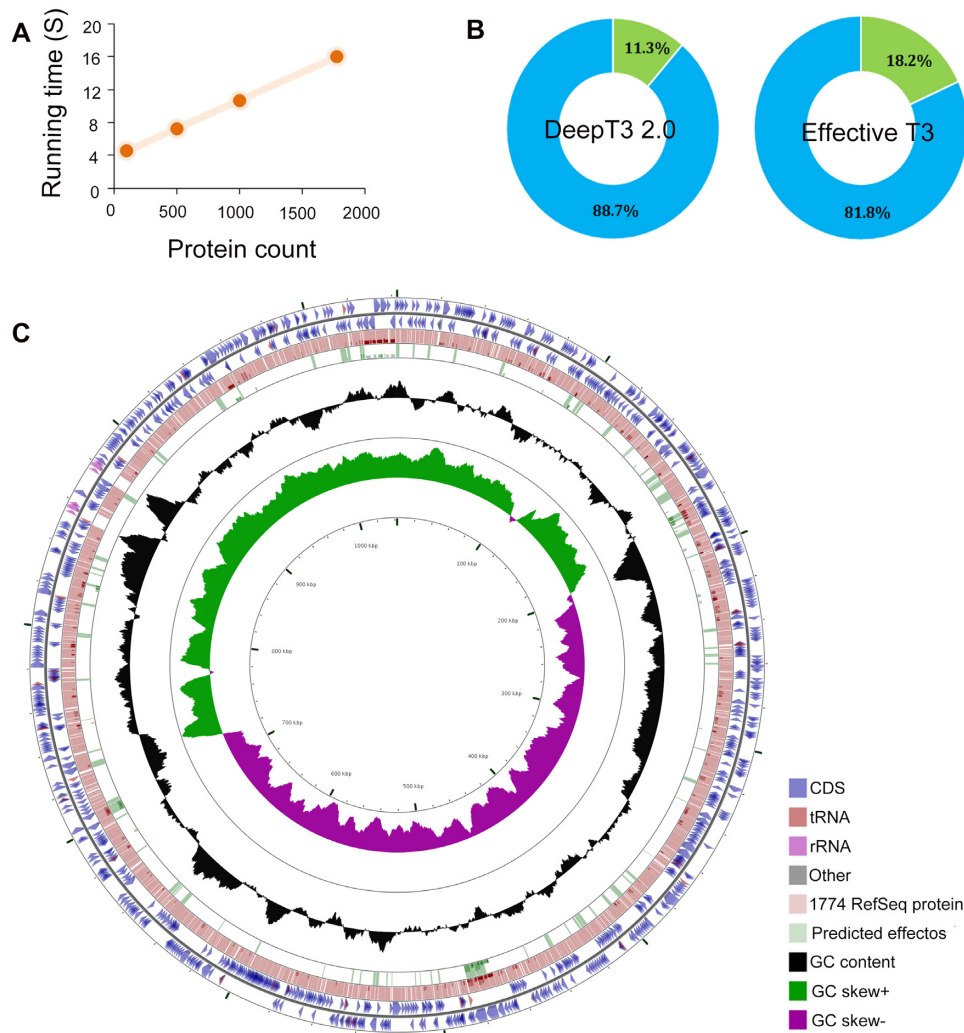 A
Running time (S)
20
16
12
8
4
0
0
500
1000
1500
2000
Protein count
B
11.3%
DeepT3 2.0
88.7%
18.2%
Effective T3
81.8%
C
1000 kbp
100 kbp
900 kbp
200 kbp
800 kbp
300 kbp
700 kbp
400 kbp
600 kbp
500 kbp
CDS
tRNA
rRNA
Other
1774 RefSeq protein
Predicted effectos
GC content
GC skew+
GC skew-